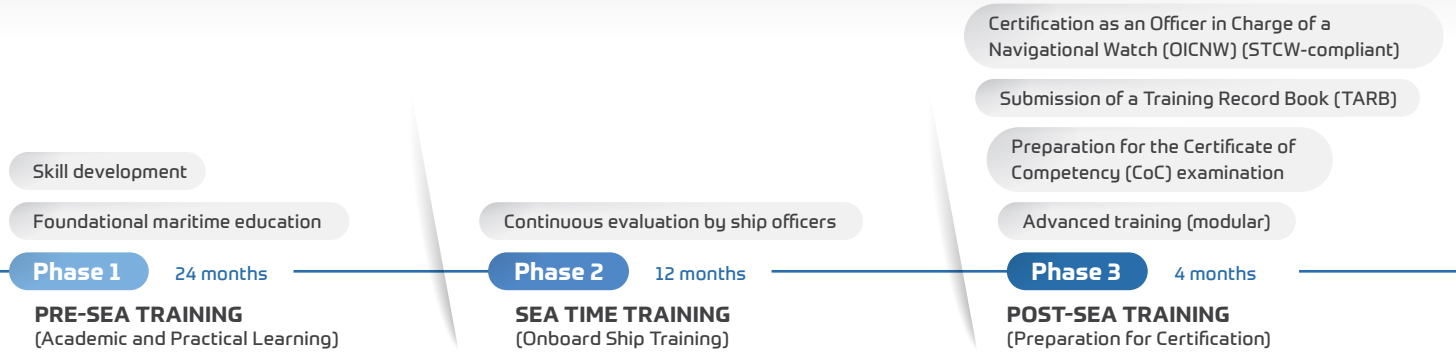 Skill development
Foundational maritime education
Phase 1
24 months
PRE-SEA TRAINING
(Academic and Practical Learning)
Continuous evaluation by ship officers
Phase 2
12 months
SEA TIME TRAINING
(Onboard Ship Training)
Certification as an Officer in Charge of a
Navigational Watch (OICNW) (STCW-compliant)
Submission of a Training Record Book (TARB)
Preparation for the Certificate of
Competency (CoC) examination
Advanced training (modular)
Phase 3
4 months
POST-SEA TRAINING
(Preparation for Certification)